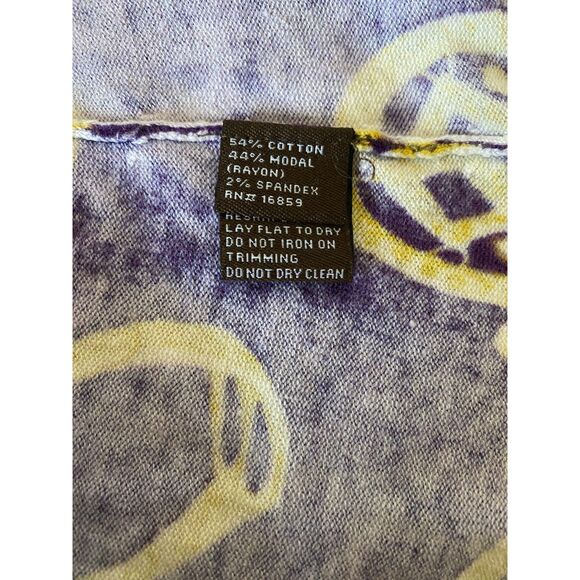 54% COTTON
44% MODAL
(RAYON)
2% SPANDEX
RN# 16859
LAY FLAT TO DRY
DO NOT IRON ON
TRIMMING
DO NOT DRY CLEAN